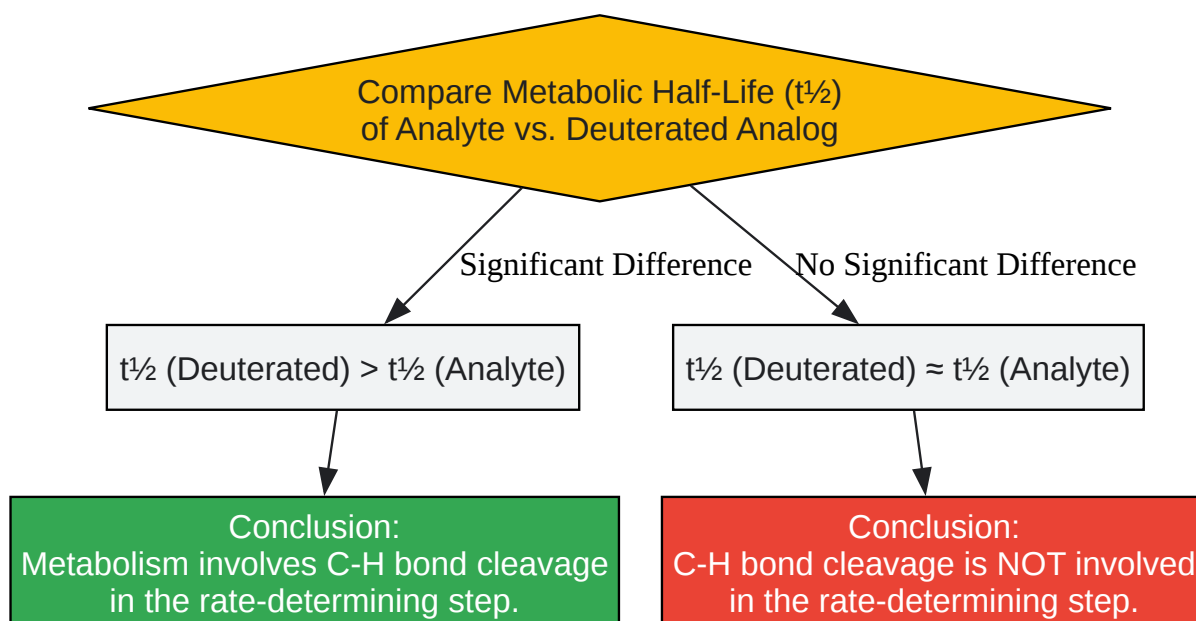 Compare Metabolic Half-Life (t½)
of Analyte vs. Deuterated Analog
Significant Difference
No Significant Difference
t½ (Deuterated) > t½ (Analyte)
t½ (Deuterated) ≈ t½ (Analyte)
Conclusion:
Metabolism involves C-H bond cleavage
in the rate-determining step.
Conclusion:
C-H bond cleavage is NOT involved
in the rate-determining step.